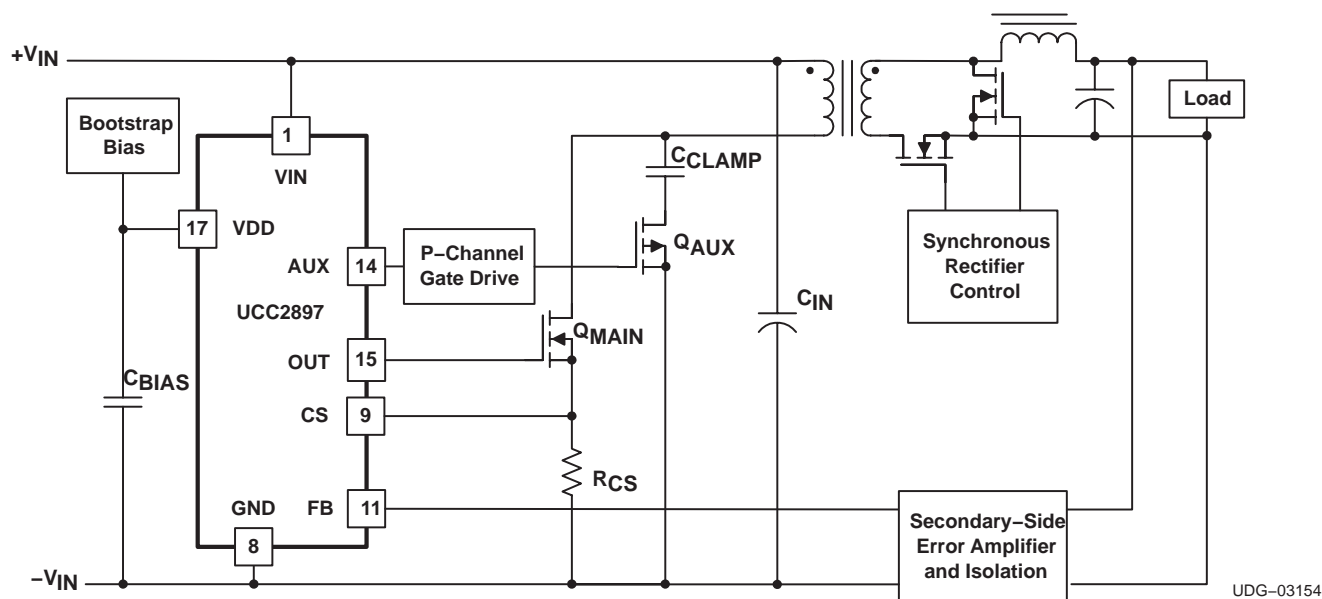 +VIN
Bootstrap
Bias
1
VIN
17
VDD
CCLAMP
Load
AUX
14
P−Channel
Gate Drive
QAUX
Synchronous
Rectifier
Control
UCC2897
CIN
QMAIN
OUT
15
CBIAS
CS
9
RCS
GND
FB
11
8
Secondary−Side
Error Amplifier
and Isolation
−VIN
UDG−03154